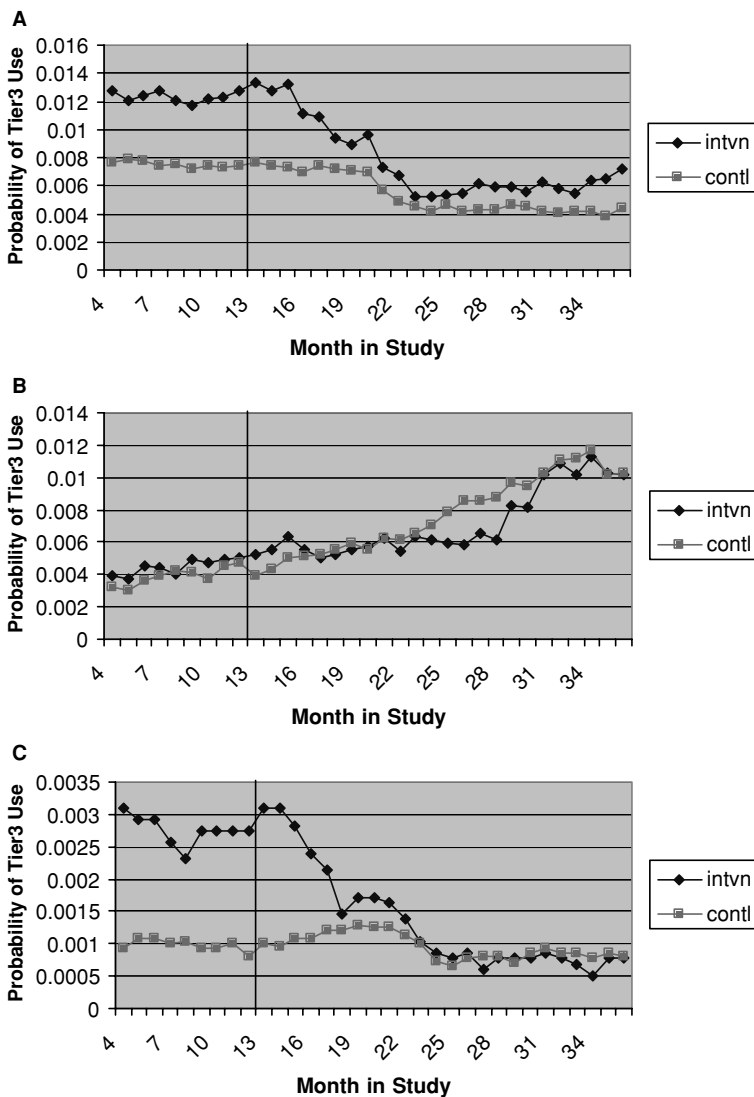 A
Probability of Tier3 Use
0.016
0.014
0.012
0.01
0.008
0.006
0.004
0.002
0
4 7 10 13 16 19 22 25 28 31 34
Month in Study
intvn
contl
B
Probability of Tier3 Use
0.014
0.012
0.01
0.008
0.006
0.004
0.002
0
4 7 10 13 16 19 22 25 28 31 34
Month in Study
intvn
contl
C
Probability of Tier3 Use
0.0035
0.003
0.0025
0.002
0.0015
0.001
0.0005
0
4 7 10 13 16 19 22 25 28 31 34
Month in Study
intvn
contl